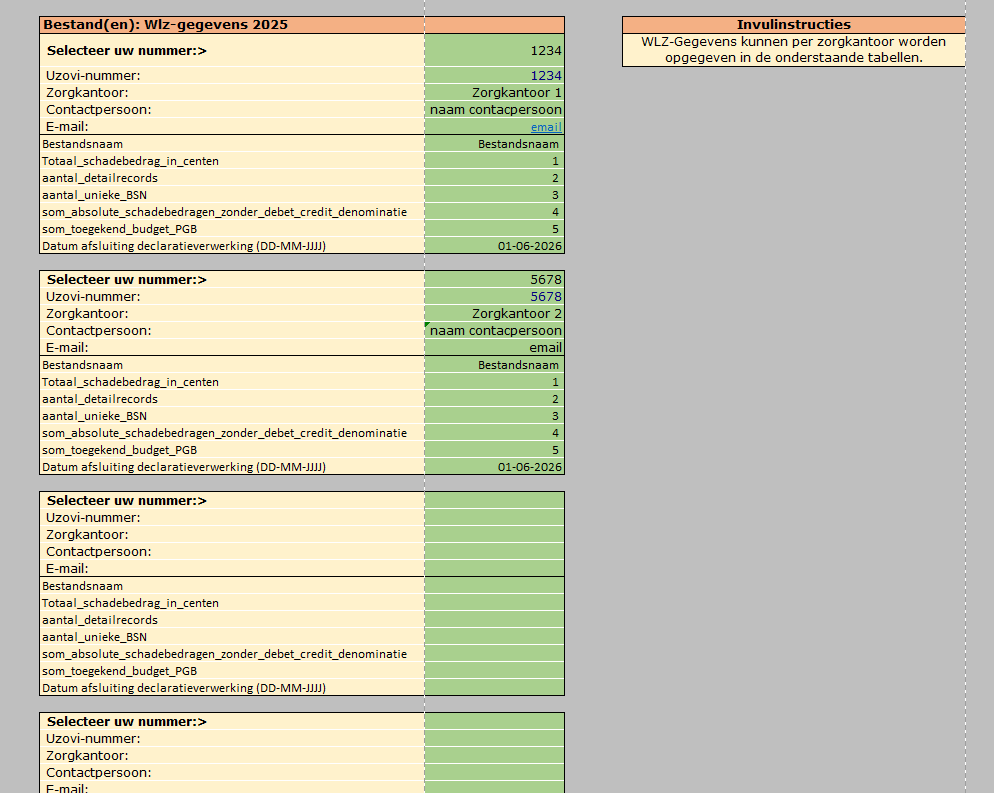 Bestand(en): Wlz-gegevens 2025
Selecteer uw nummer:> 1234
Uzovi-nummer: 1234
Zorgkantoor: Zorgkantoor 1
Contactpersoon: naam contacpersoon
E-mail: email
Bestandsnaam Bestandsnaam
Totaal_schadebedrag_in_centen 1
aantal_detailrecords 2
aantal_unieke_BSN 3
som_absolute_schadebedragen_zonder_debet_credit_denominatie 4
som_toegekend_budget_PGB 5
Datum afsluiting declaratieverwerking (DD-MM-JJJJ) 01-06-2026
Selecteer uw nummer:> 5678
Uzovi-nummer: 5678
Zorgkantoor: Zorgkantoor 2
Contactpersoon: naam contacpersoon
E-mail: email
Bestandsnaam Bestandsnaam
Totaal_schadebedrag_in_centen 1
aantal_detailrecords 2
aantal_unieke_BSN 3
som_absolute_schadebedragen_zonder_debet_credit_denominatie 4
som_toegekend_budget_PGB 5
Datum afsluiting declaratieverwerking (DD-MM-JJJJ) 01-06-2026
Selecteer uw nummer:>
Uzovi-nummer:
Zorgkantoor:
Contactpersoon:
E-mail:
Bestandsnaam
Totaal_schadebedrag_in_centen
aantal_detailrecords
aantal_unieke_BSN
som_absolute_schadebedragen_zonder_debet_credit_denominatie
som_toegekend_budget_PGB
Datum afsluiting declaratieverwerking (DD-MM-JJJJ)
Selecteer uw nummer:>
Uzovi-nummer:
Zorgkantoor:
Contactpersoon:
E-mail:
Invulinstructies
WLZ-Gegevens kunnen per zorgkantoor worden
opgegeven in de onderstaande tabellen.